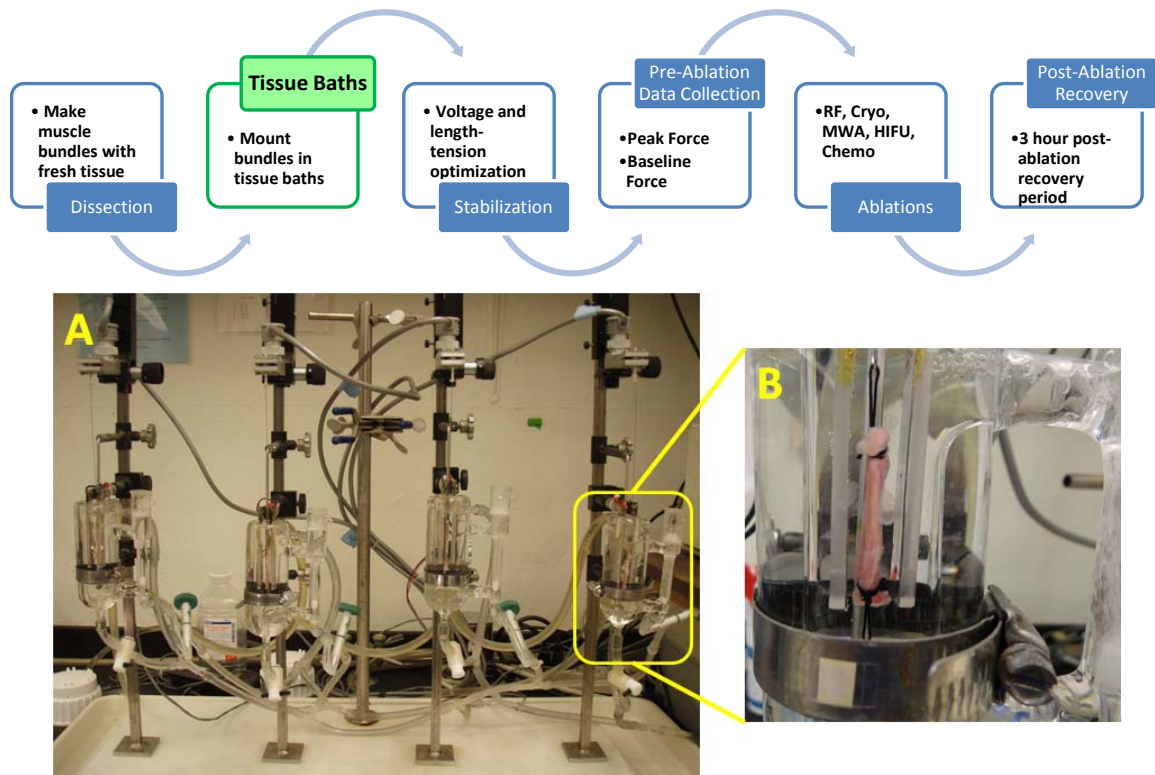 • Make
muscle
bundles with
fresh tissue
Dissection
Tissue Baths
• Mount
bundles in
tissue baths
• Voltage and
length-
tension
optimization
Stabilization
Pre-Ablation
Data Collection
•Peak Force
•Baseline
Force
•RF, Cryo,
MWA, HIFU,
Chemo
Ablations
Post-Ablation
Recovery
•3 hour post-
ablation
recovery
period
A
B